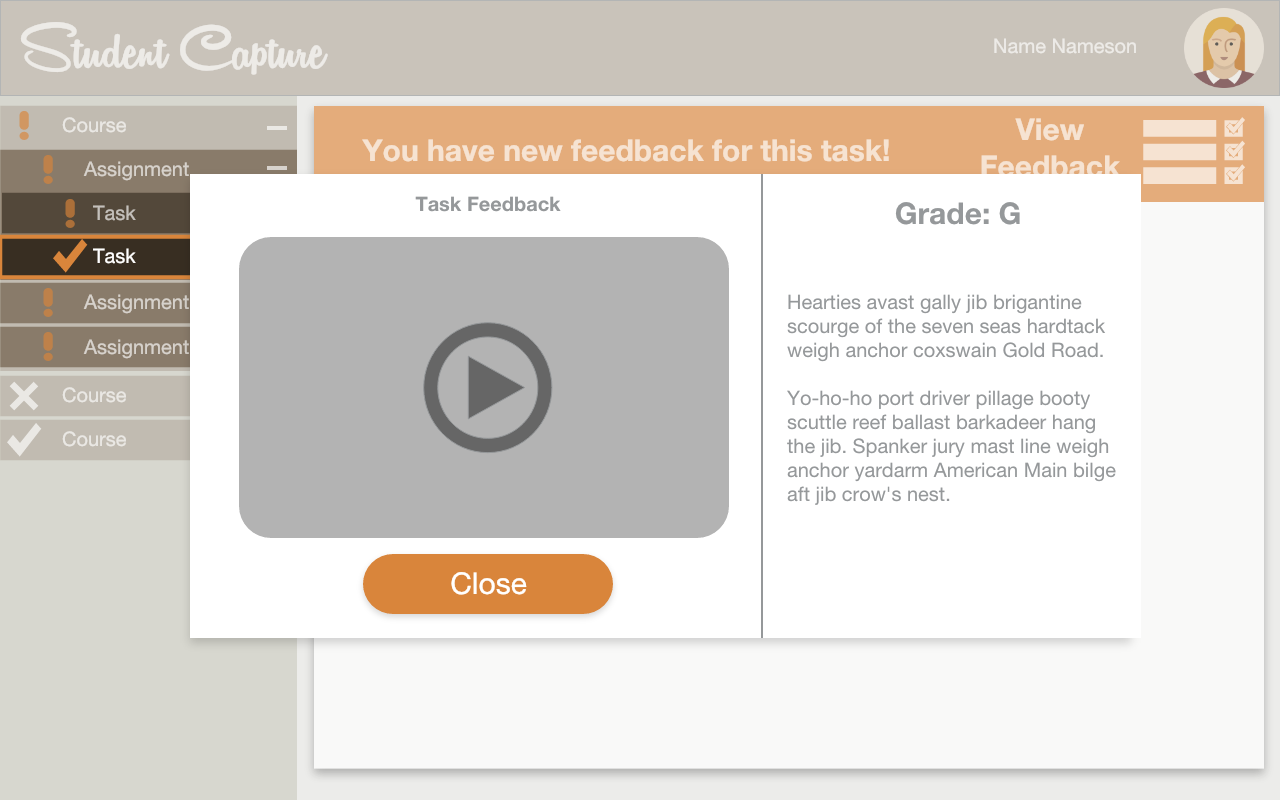 Student Capture
Name Nameson
Course
Assignment
Task
Task
Assignment
Assignment
Course
Course
You have new feedback for this task!
View
Feedback
Task Feedback
Close
Grade: G
Hearties avast gally jib brigantine
scourge of the seven seas hardtack
weigh anchor coxswain Gold Road.
Yo-ho-ho port driver pillage booty
scuttle reef ballast barkadeer hang
the jib. Spanker jury mast line weigh
anchor yardarm American Main bilge
aft jib crow's nest.